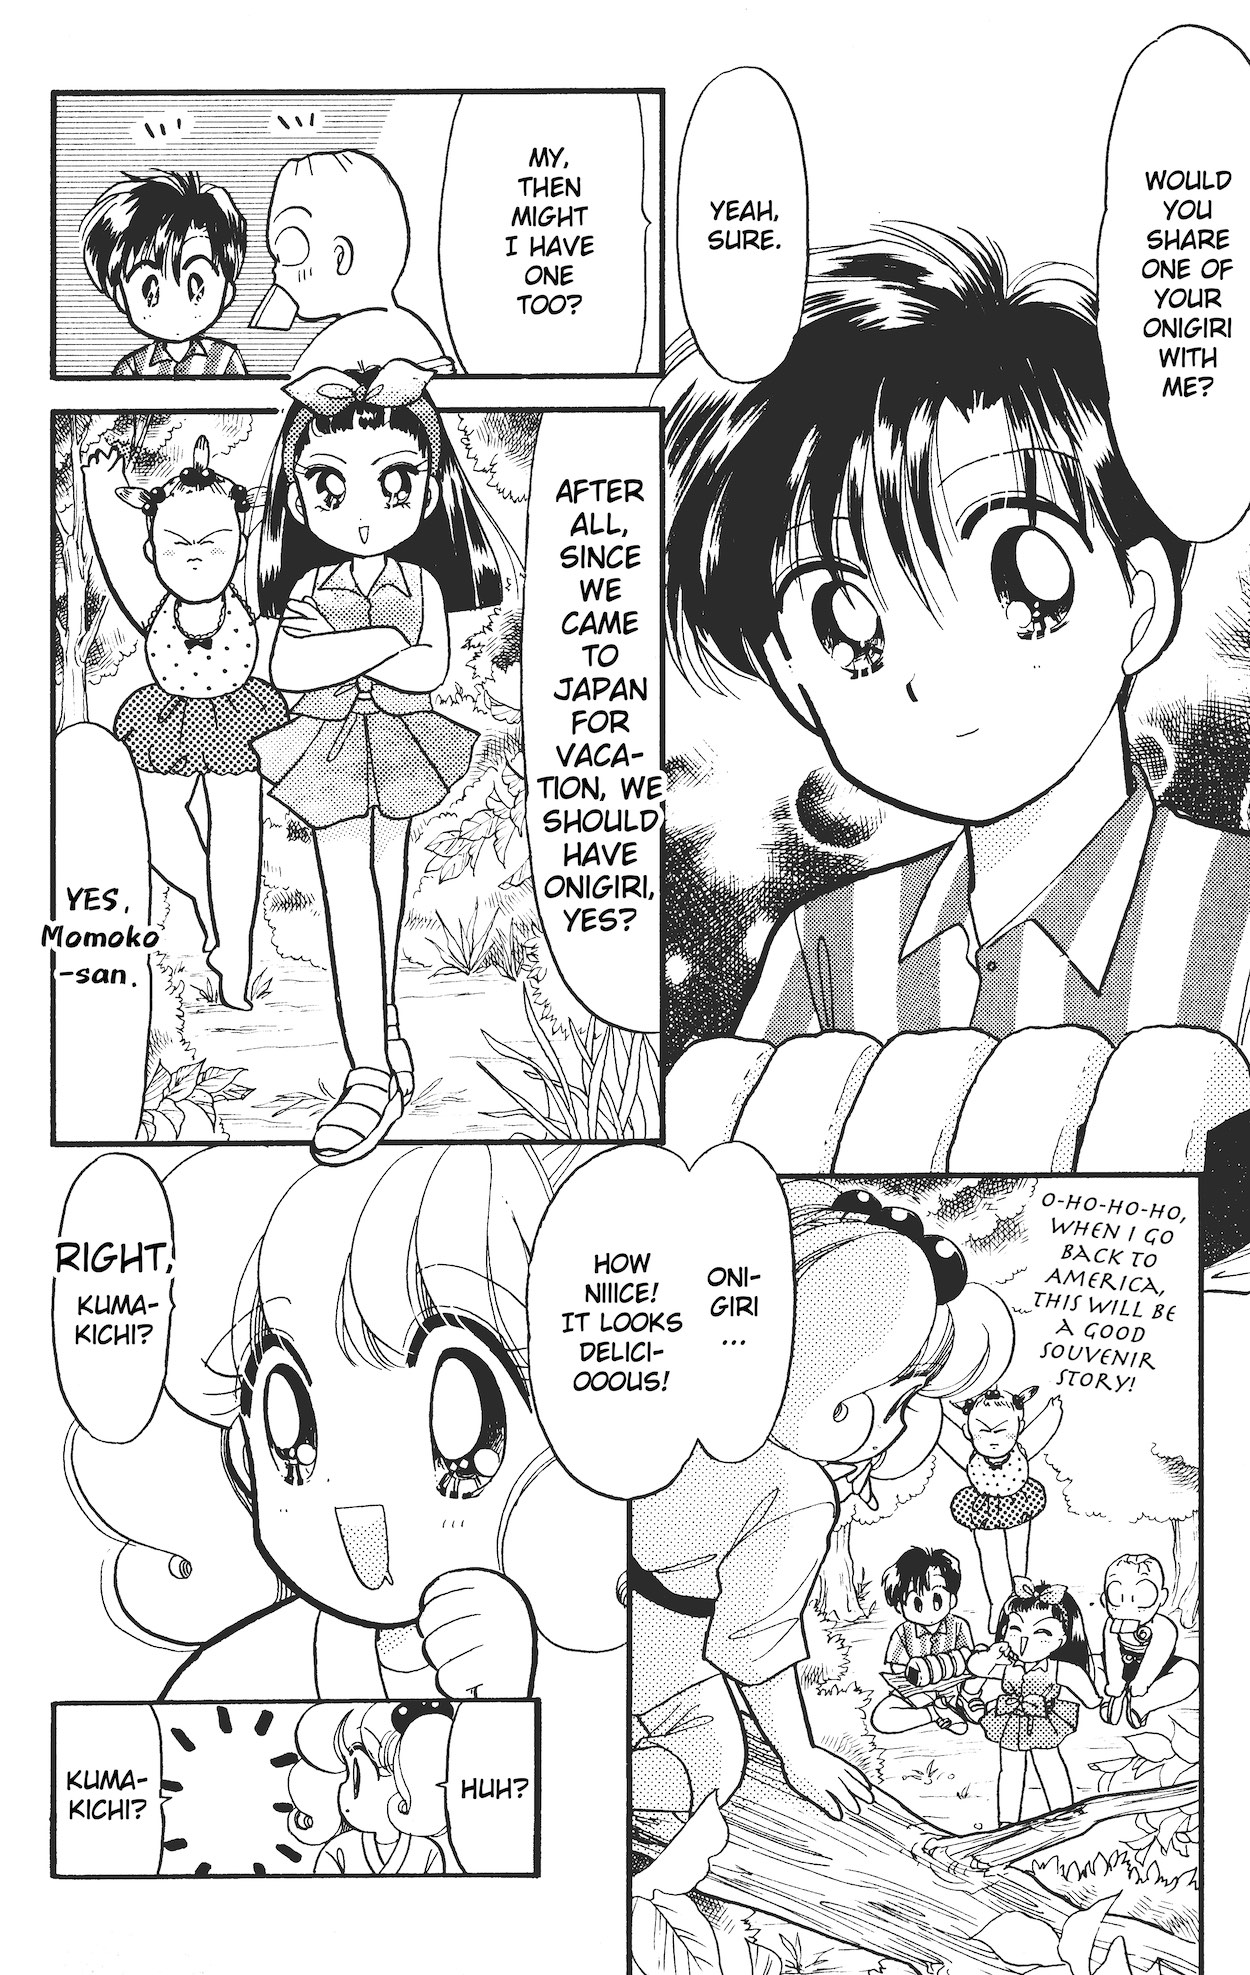 WOULD
YOU
SHARE
ONE OF
YOUR
ONIGIRI
WITH
ME?
YEAH,
SURE.
MY,
THEN
MIGHT
I HAVE
ONE
TOO?
AFTER
ALL,
SINCE
WE
CAME
TO
JAPAN
FOR
VACA-
TION, WE
SHOULD
HAVE
ONIGIRI,
YES?
YES,
Momoko
-san.
O-HO-HO-HO,
WHEN I GO
BACK TO
AMERICA,
THIS WILL BE
A GOOD
SOUVENIR
STORY!
ONI-
GIRI
...
HOW
NIIICE!
IT LOOKS
DELICI-
OOOUS!
RIGHT,
KUMA-
KICHI?
HUH?
KUMA-
KICHI?